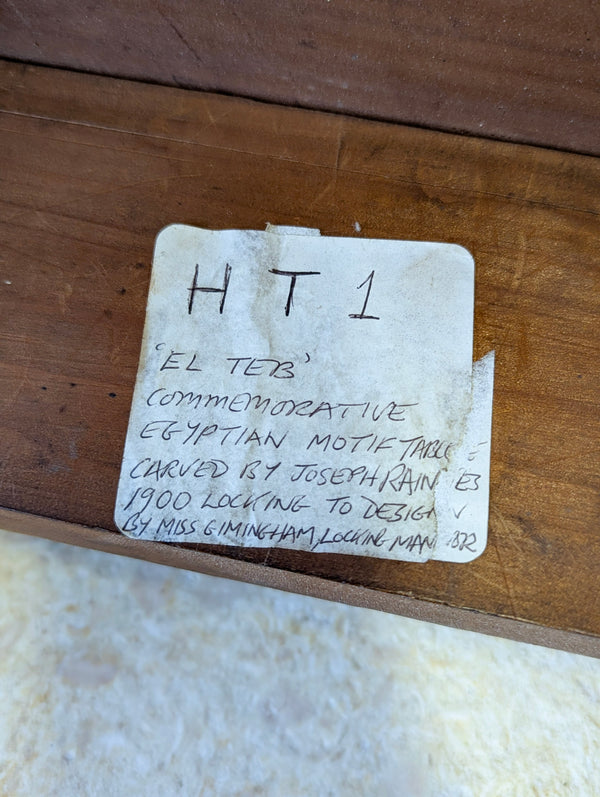 HT1
'EL TEB'
COMMEMORATIVE
EGYPTIAN MOTIF TABLE
CARVED BY JOSEPH RAINES
1900 LOCKING TO DESIGN
BY MISS GIMINGHAM, LOCKING